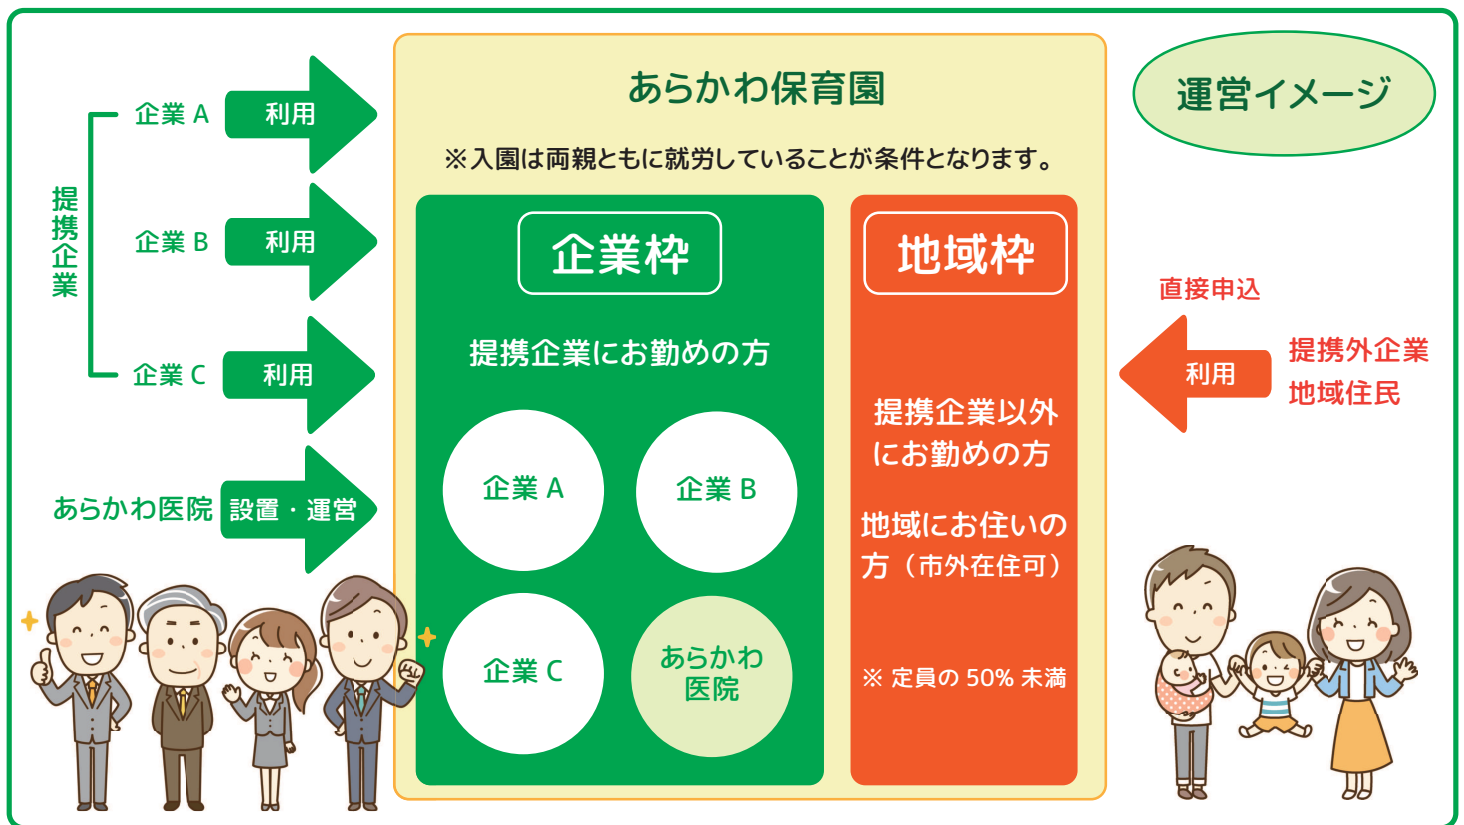 運営イメージ
あらかわ保育園
※入園は両親ともに就労していることが条件となります。
提携企業
企業 A
利用
企業 B
利用
企業 C
利用
あらかわ医院
設置・運営
企業枠
提携企業にお勤めの方
企業 A
企業 B
企業 C
あらかわ
医院
地域枠
提携企業以外
にお勤めの方
地域にお住いの
方（市外在住可）
※ 定員の 50% 未満
直接申込
利用
提携外企業
地域住民